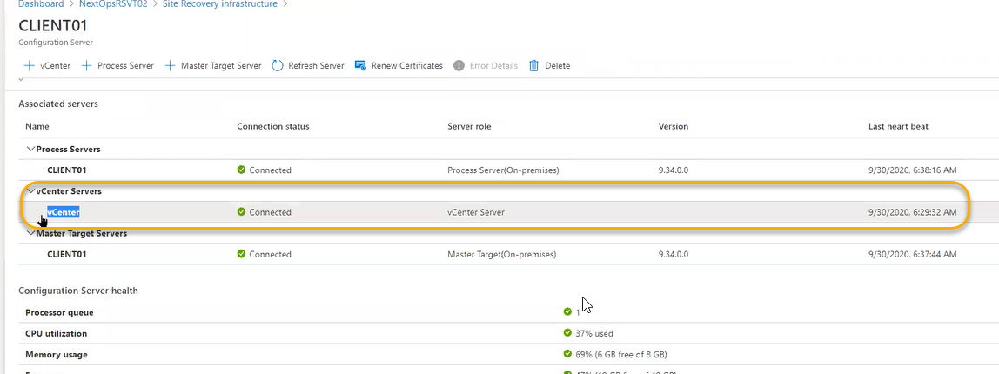 Dashboard > NextOpsRSVT02 > Site Recovery infrastructure >
CLIENT01
Configuration Server
+ vCenter + Process Server + Master Target Server Refresh Server Renew Certificates Error Details Delete
Associated servers
Name Connection status Server role Version Last heart beat
Process Servers
CLIENT01 Connected Process Server(On-premises) 9.34.0.0 9/30/2020, 6:38:16 AM
vCenter Servers
vCenter Connected vCenter Server 9/30/2020, 6:29:32 AM
Master Target Servers
CLIENT01 Connected Master Target(On-premises) 9.34.0.0 9/30/2020, 6:37:44 AM
Configuration Server health
Processor queue 1
CPU utilization 37% used
Memory usage 69% (6 GB free of 8 GB)